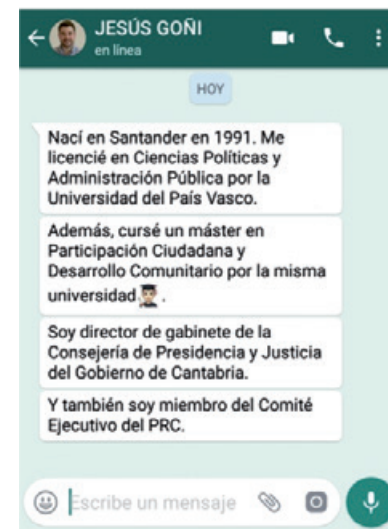 JESÚS GOÑI
en línea
HOY
Nací en Santander en 1991. Me
licencié en Ciencias Políticas y
Administración Pública por la
Universidad del País Vasco.
Además, cursé un máster en
Participación Ciudadana y
Desarrollo Comunitario por la misma
universidad👨🏻‍🎓.
Soy director de gabinete de la
Consejería de Presidencia y Justicia
del Gobierno de Cantabria.
Y también soy miembro del Comité
Ejecutivo del PRC.
Escribe un mensaje